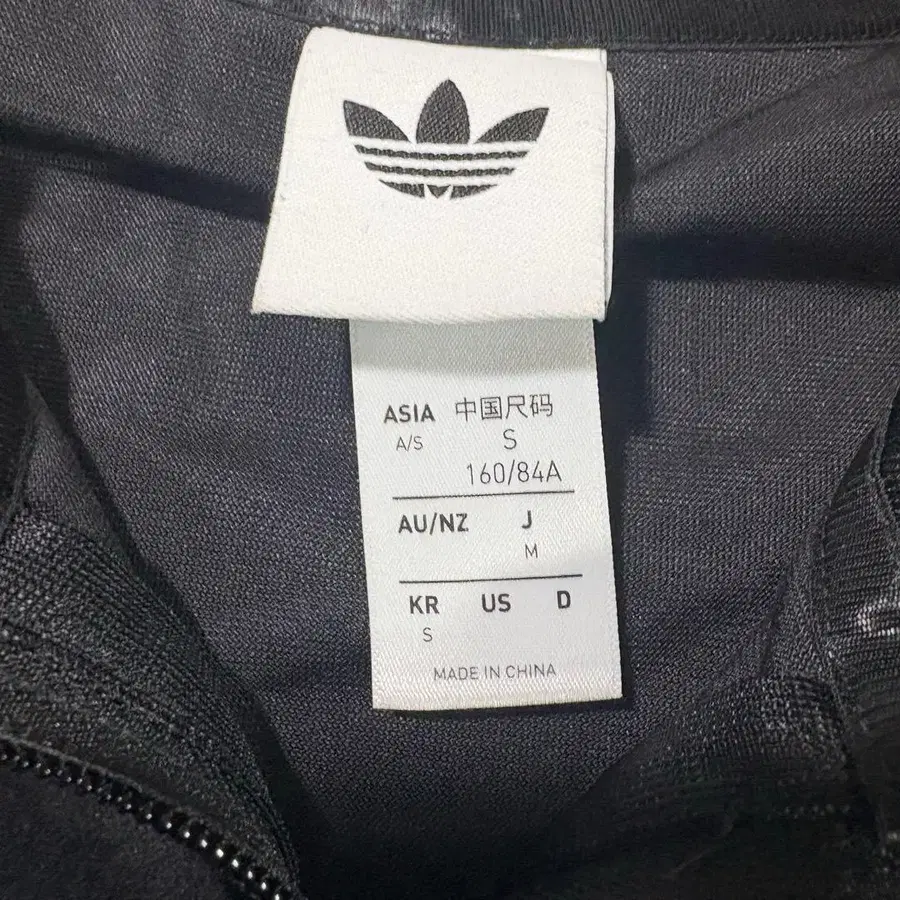 ASIA 中国尺码
A/S S
160/84A
AU/NZ J
M
KR US D
S
MADE IN CHINA